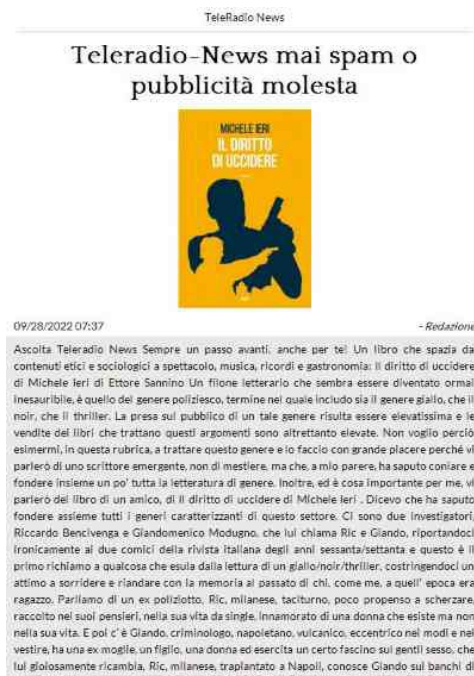 TeleRadio News
Teleradio-News mai spam o
pubblicità molesta
MICHELE IERI
IL DIRITTO
DI UCCIDERE
09/28/2022 07:37
- Redazione
Ascolta Teleradio News Sempre un passo avanti, anche per te! Un libro che spazia da
contenuti etici e sociologici a spettacolo, musica, ricordi e gastronomia: Il diritto di uccidere
di Michele Ieri di Ettore Sannino Un filone letterario che sembra essere diventato ormai
inesauribile, è quello del genere poliziesco, termine nel quale includo sia il genere giallo, che il
noir, che il thriller. La presa sul pubblico di un tale genere risulta essere elevatissima e le
vendite dei libri che trattano questi argomenti sono altrettanto elevate. Non voglio perciò
esimermi, in questa rubrica, a trattare questo genere e lo faccio con grande piacere perché vi
parlerò di uno scrittore emergente, non di mestiere, ma che, a mio parere, ha saputo coniare e
fondere insieme un po' tutta la letteratura di genere. Inoltre, ed è cosa importante per me, vi
parlerò del libro di un amico, di Il diritto di uccidere di Michele Ieri . Dicevo che ha saputo
fondere assieme tutti i generi caratterizzanti di questo settore. Ci sono due investigatori,
Riccardo Bencivenga e Giandomenico Modugno, che lui chiama Ric e Giando, riportandoci
ironicamente ai due comici della rivista italiana degli anni sessanta/settanta e questo è il
primo richiamo a qualcosa che esula dalla lettura di un giallo/noir/thriller, costringendoci un
attimo a sorridere e riandare con la memoria al passato di chi, come me, a quell' epoca era
ragazzo. Parliamo di un ex poliziotto, Ric, milanese, taciturno, poco propenso a scherzare,
raccolto nei suoi pensieri, nella sua vita da single, innamorato di una donna che esiste ma non
nella sua vita. E poi c' è Giando, criminologo, napoletano, vulcanico, eccentrico nei modi e nel
vestire, ha una ex moglie, un figlio, una donna ed esercita un certo fascino sul gentil sesso, che
lui gioiosamente ricambia. Ric, milanese, trapiantato a Napoli, conosce Giando sui banchi di